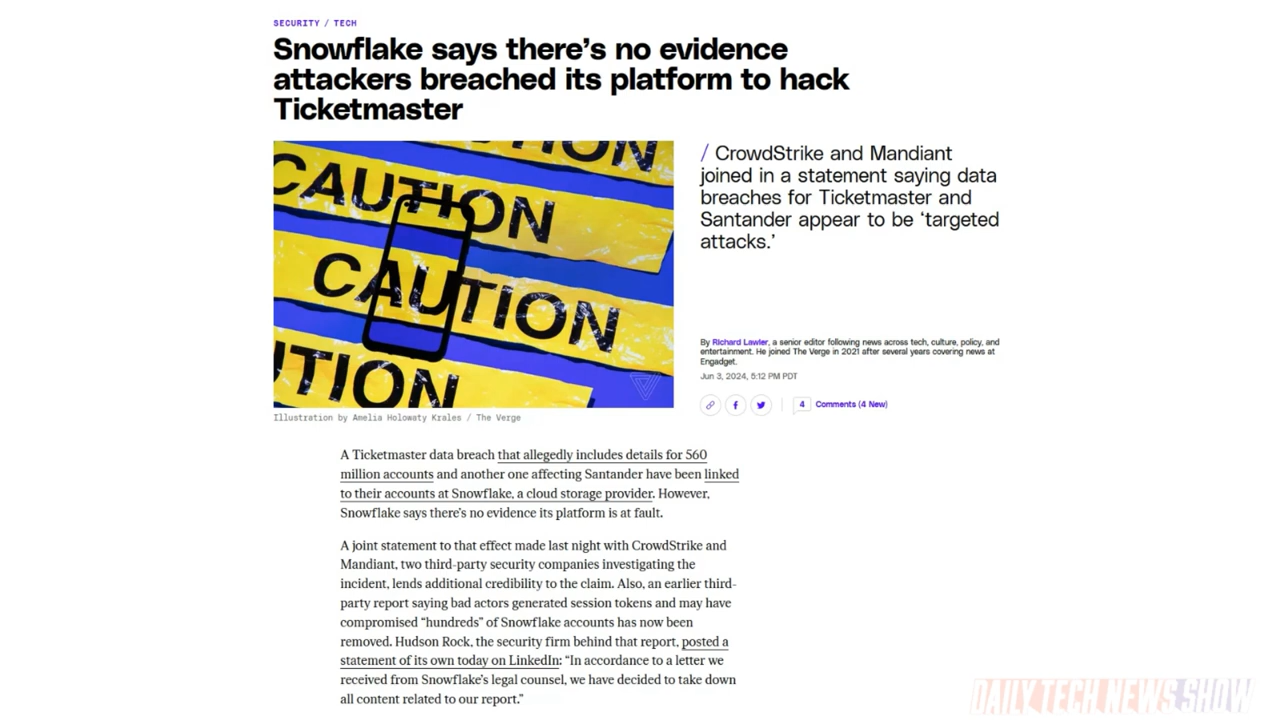 SECURITY / TECH
Snowflake says there's no evidence
attackers breached its platform to hack
Ticketmaster
CAUTION
CAUTION
CAUTION
UTION
/ CrowdStrike and Mandiant
joined in a statement saying data
breaches for Ticketmaster and
Santander appear to be ‘targeted
attacks.’
By Richard Lawler, a senior editor following news across tech, culture, policy, and
entertainment. He joined The Verge in 2021 after several years covering news at
Engadget.
Jun 3, 2024, 5:12 PM PDT
4 Comments (4 New)
Illustration by Amelia Holowaty Krales / The Verge
A Ticketmaster data breach that allegedly includes details for 560
million accounts and another one affecting Santander have been linked
to their accounts at Snowflake, a cloud storage provider. However,
Snowflake says there's no evidence its platform is at fault.
A joint statement to that effect made last night with CrowdStrike and
Mandiant, two third-party security companies investigating the
incident, lends additional credibility to the claim. Also, an earlier third-
party report saying bad actors generated session tokens and may have
compromised “hundreds” of Snowflake accounts has now been
removed. Hudson Rock, the security firm behind that report, posted a
statement of its own today on LinkedIn: “In accordance to a letter we
received from Snowflake's legal counsel, we have decided to take down
all content related to our report.”
DAILY TECH NEWS SHOW